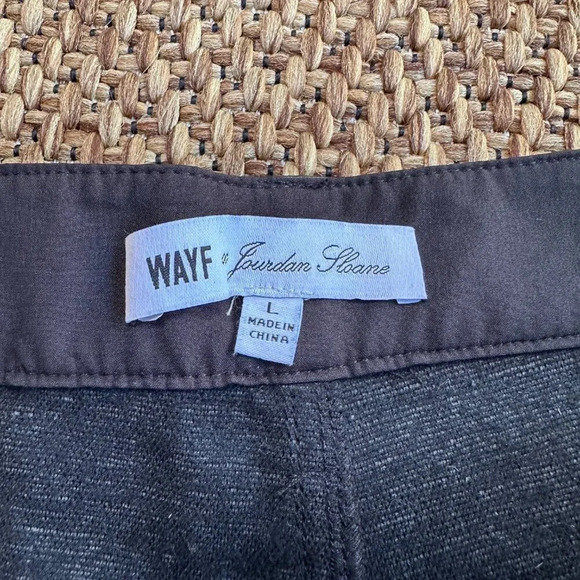 WAYF * Jourdan Sloane
L
MADE IN
CHINA